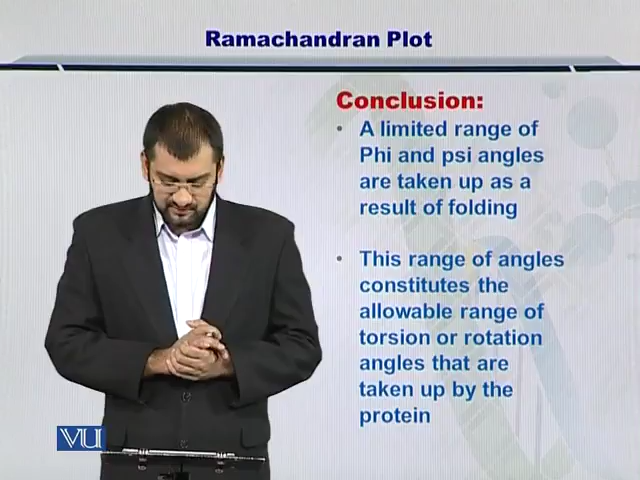 Ramachandran Plot
Conclusion:
• A limited range of
Phi and psi angles
are taken up as a
result of folding
• This range of angles
constitutes the
allowable range of
torsion or rotation
angles that are
taken up by the
protein
VU